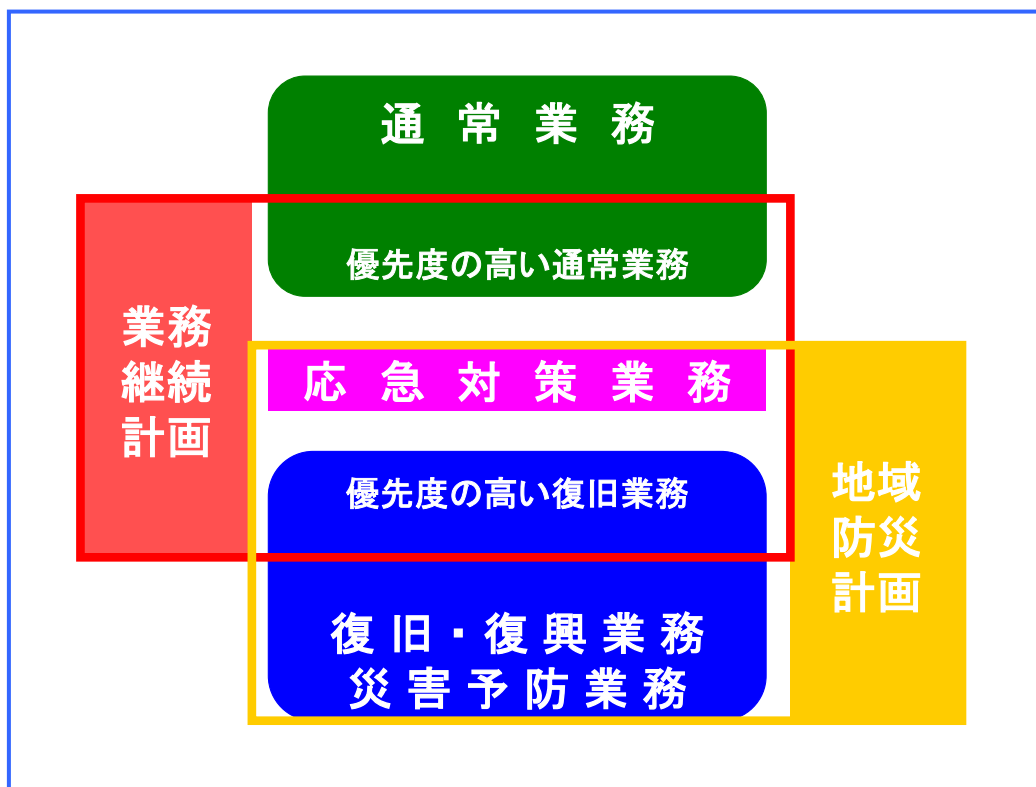 通常業務
優先度の高い通常業務
業務
継続
計画
応急対策業務
優先度の高い復旧業務
地域
防災
計画
復旧・復興業務
災害予防業務